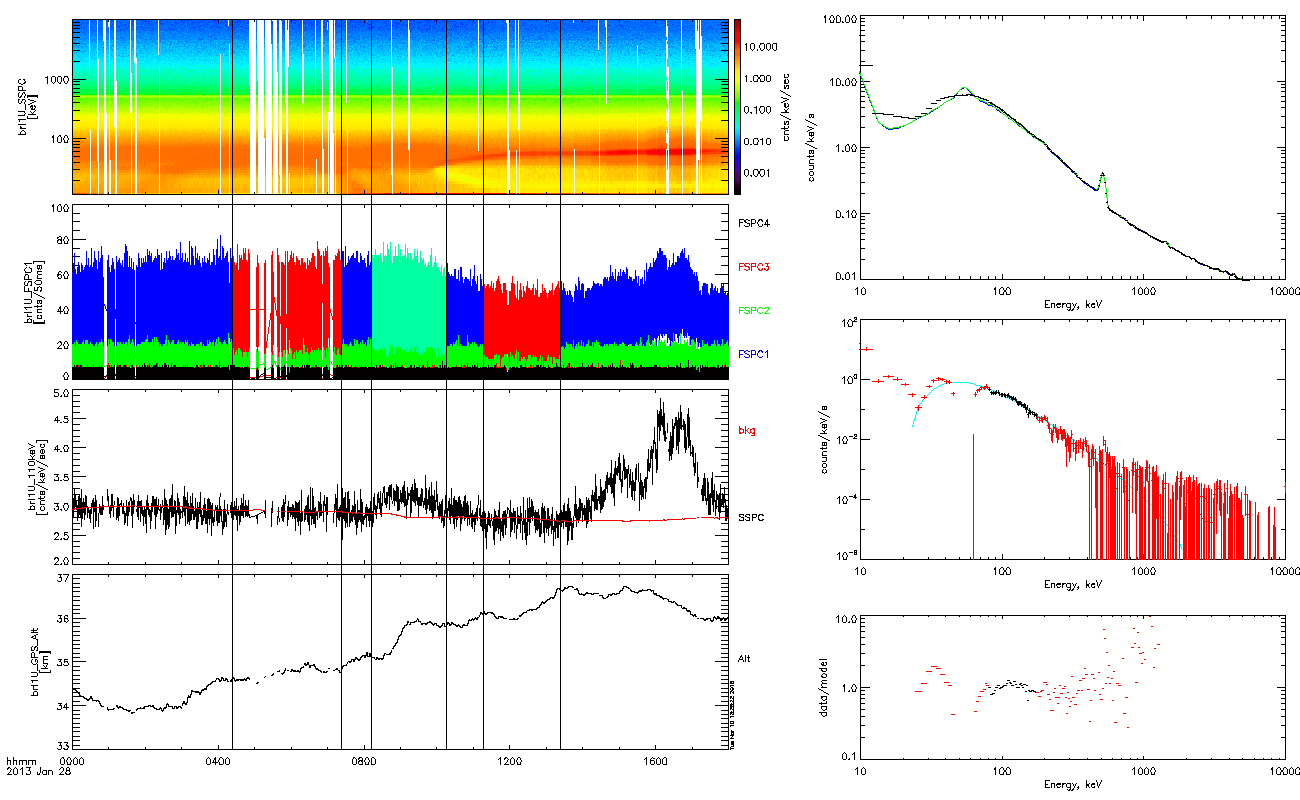 brl1U_SSPC
[keV]
1000
100
10.000
1.000
0.100
0.010
0.001
cnts/keV/sec
brl1U_FSPC1
[cnts/50ms]
100
80
60
40
20
0
FSPC4
FSPC3
FSPC2
FSPC1
brl1U_110keV
[cnts/keV/sec]
5.0
4.5
4.0
3.5
3.0
2.5
2.0
bkg
SSPC
brl1U_GPS_Alt
[km]
37
36
35
34
33
Alt
hhmm
2013 Jan 28
0000
0400
0800
1200
1600
counts/keV/s
100.00
10.00
1.00
0.10
0.01
10
100
1000
10000
Energy, keV
counts/keV/s
10²
10⁰
10⁻²
10⁻⁴
10⁻⁶
10
100
1000
10000
Energy, keV
data/model
10.0
1.0
0.1
10
100
1000
10000
Energy, keV